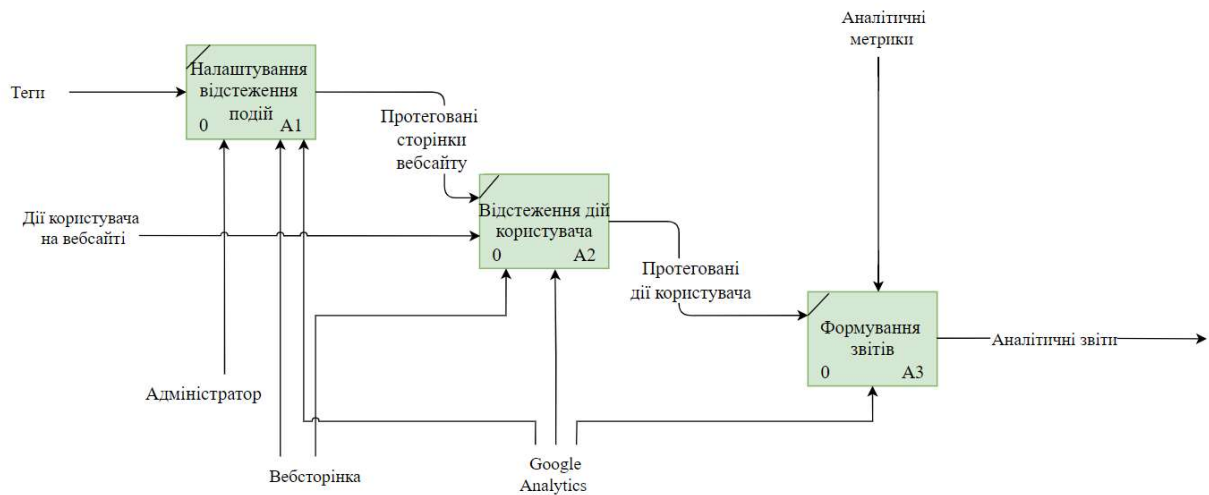 Аналітичні
метрики
Налаштування
відстеження
подій
0 A1
Теги
Протеговані
сторінки
вебсайту
Відстеження дій
користувача
0 A2
Дії користувача
на вебсайті
Протеговані
дії користувача
Формування
звітів
0 A3
Аналітичні звіти
Адміністратор
Вебсторінка
Google
Analytics